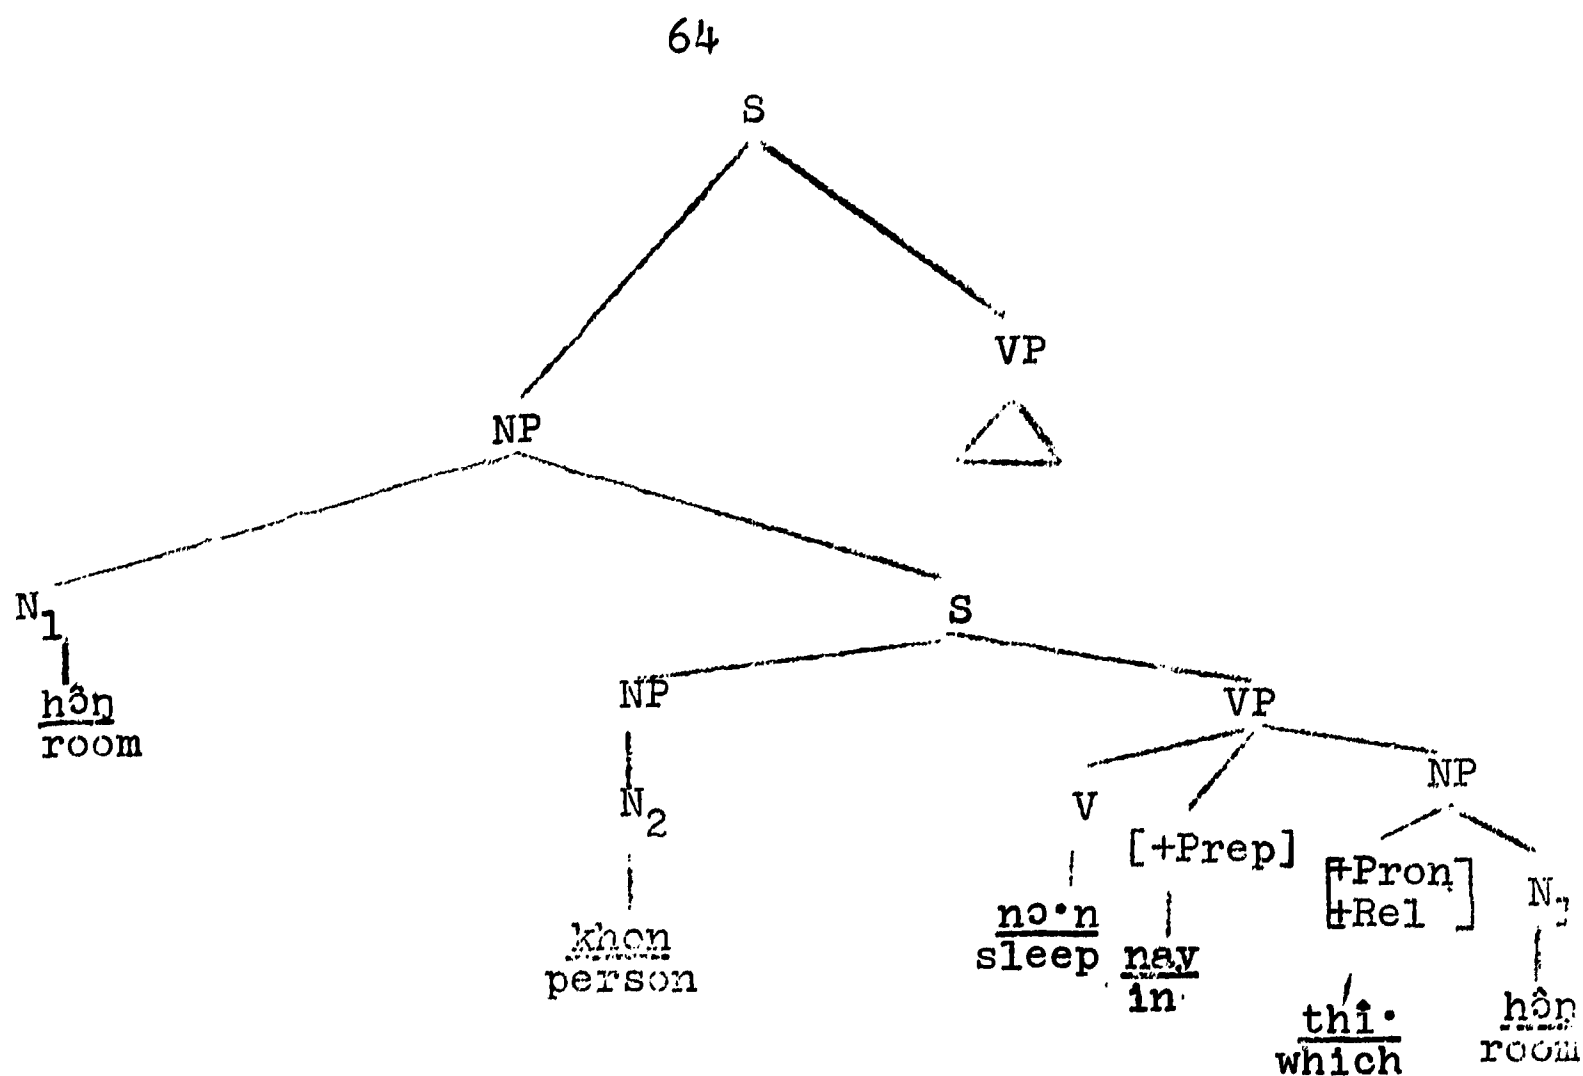 64
S
VP
NP
N1
S
hɔ̂ŋ
room
NP
VP
NP
N2
V
[+Prep]
[+Pron
+Rel]
N1
khon
person
nɔ·n
sleep
nay
in
thî·
which
hɔ̂ŋ
room